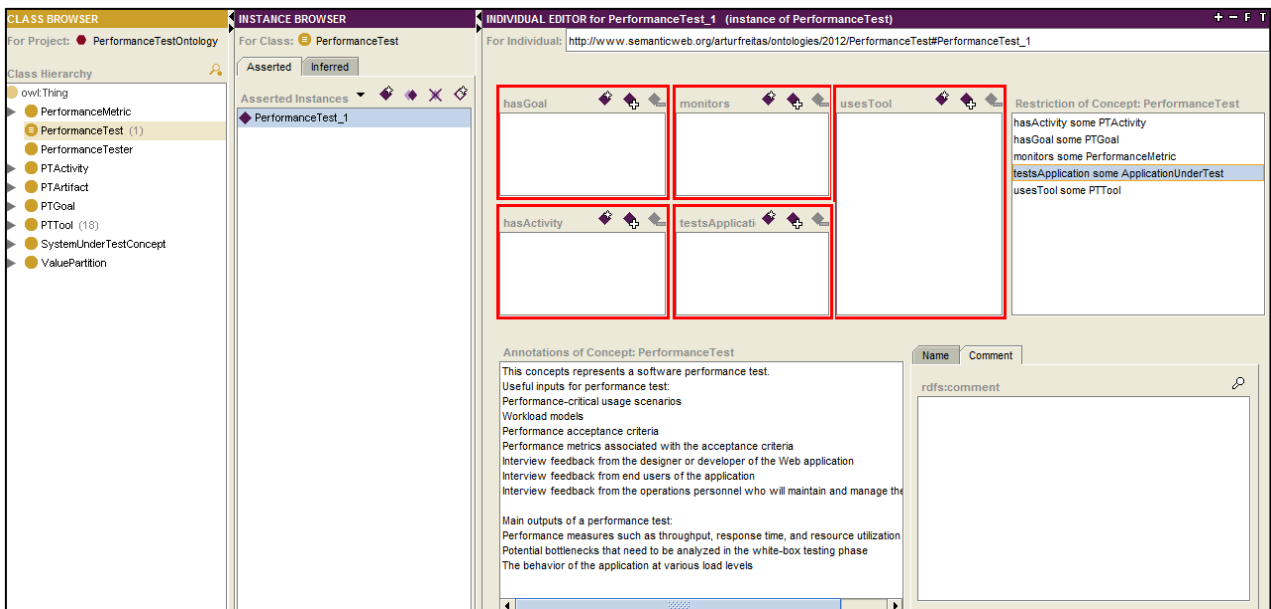 CLASS BROWSER
For Project: PerformanceTestOntology
Class Hierarchy
owl:Thing
PerformanceMetric
PerformanceTest (1)
PerformanceTester
PTActivity
PTArtifact
PTGoal
PTTool (18)
SystemUnderTestConcept
ValuePartition
INSTANCE BROWSER
For Class: PerformanceTest
Asserted Inferred
Asserted Instances
PerformanceTest_1
INDIVIDUAL EDITOR for PerformanceTest_1 (instance of PerformanceTest) + - F T
For Individual: http://www.semanticweb.org/arturfreitas/ontologies/2012/PerformanceTest#PerformanceTest_1
hasGoal
monitors
usesTool
hasActivity
testsApplicati
Restriction of Concept: PerformanceTest
hasActivity some PTActivity
hasGoal some PTGoal
monitors some PerformanceMetric
testsApplication some ApplicationUnderTest
usesTool some PTTool
Annotations of Concept: PerformanceTest
This concepts represents a software performance test.
Useful inputs for performance test:
Performance-critical usage scenarios
Workload models
Performance acceptance criteria
Performance metrics associated with the acceptance criteria
Interview feedback from the designer or developer of the Web application
Interview feedback from end users of the application
Interview feedback from the operations personnel who will maintain and manage the
Main outputs of a performance test:
Performance measures such as throughput, response time, and resource utilization
Potential bottlenecks that need to be analyzed in the white-box testing phase
The behavior of the application at various load levels
Name Comment
rdfs:comment